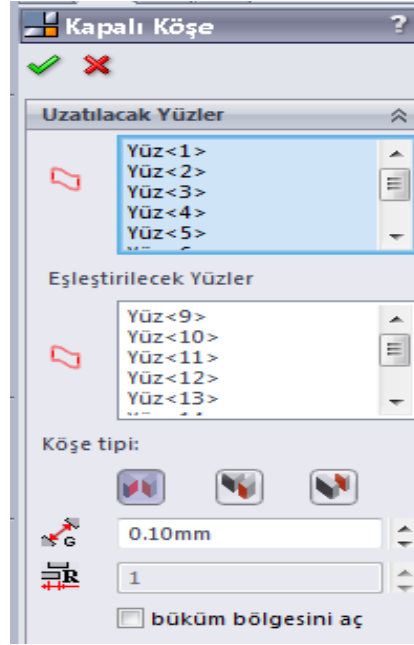 Kapalı Köşe ?
Uzatılacak Yüzler
Yüz<1>
Yüz<2>
Yüz<3>
Yüz<4>
Yüz<5>
Eşleştirilecek Yüzler
Yüz<9>
Yüz<10>
Yüz<11>
Yüz<12>
Yüz<13>
Köşe tipi:
G 0.10mm
R 1
büküm bölgesini aç